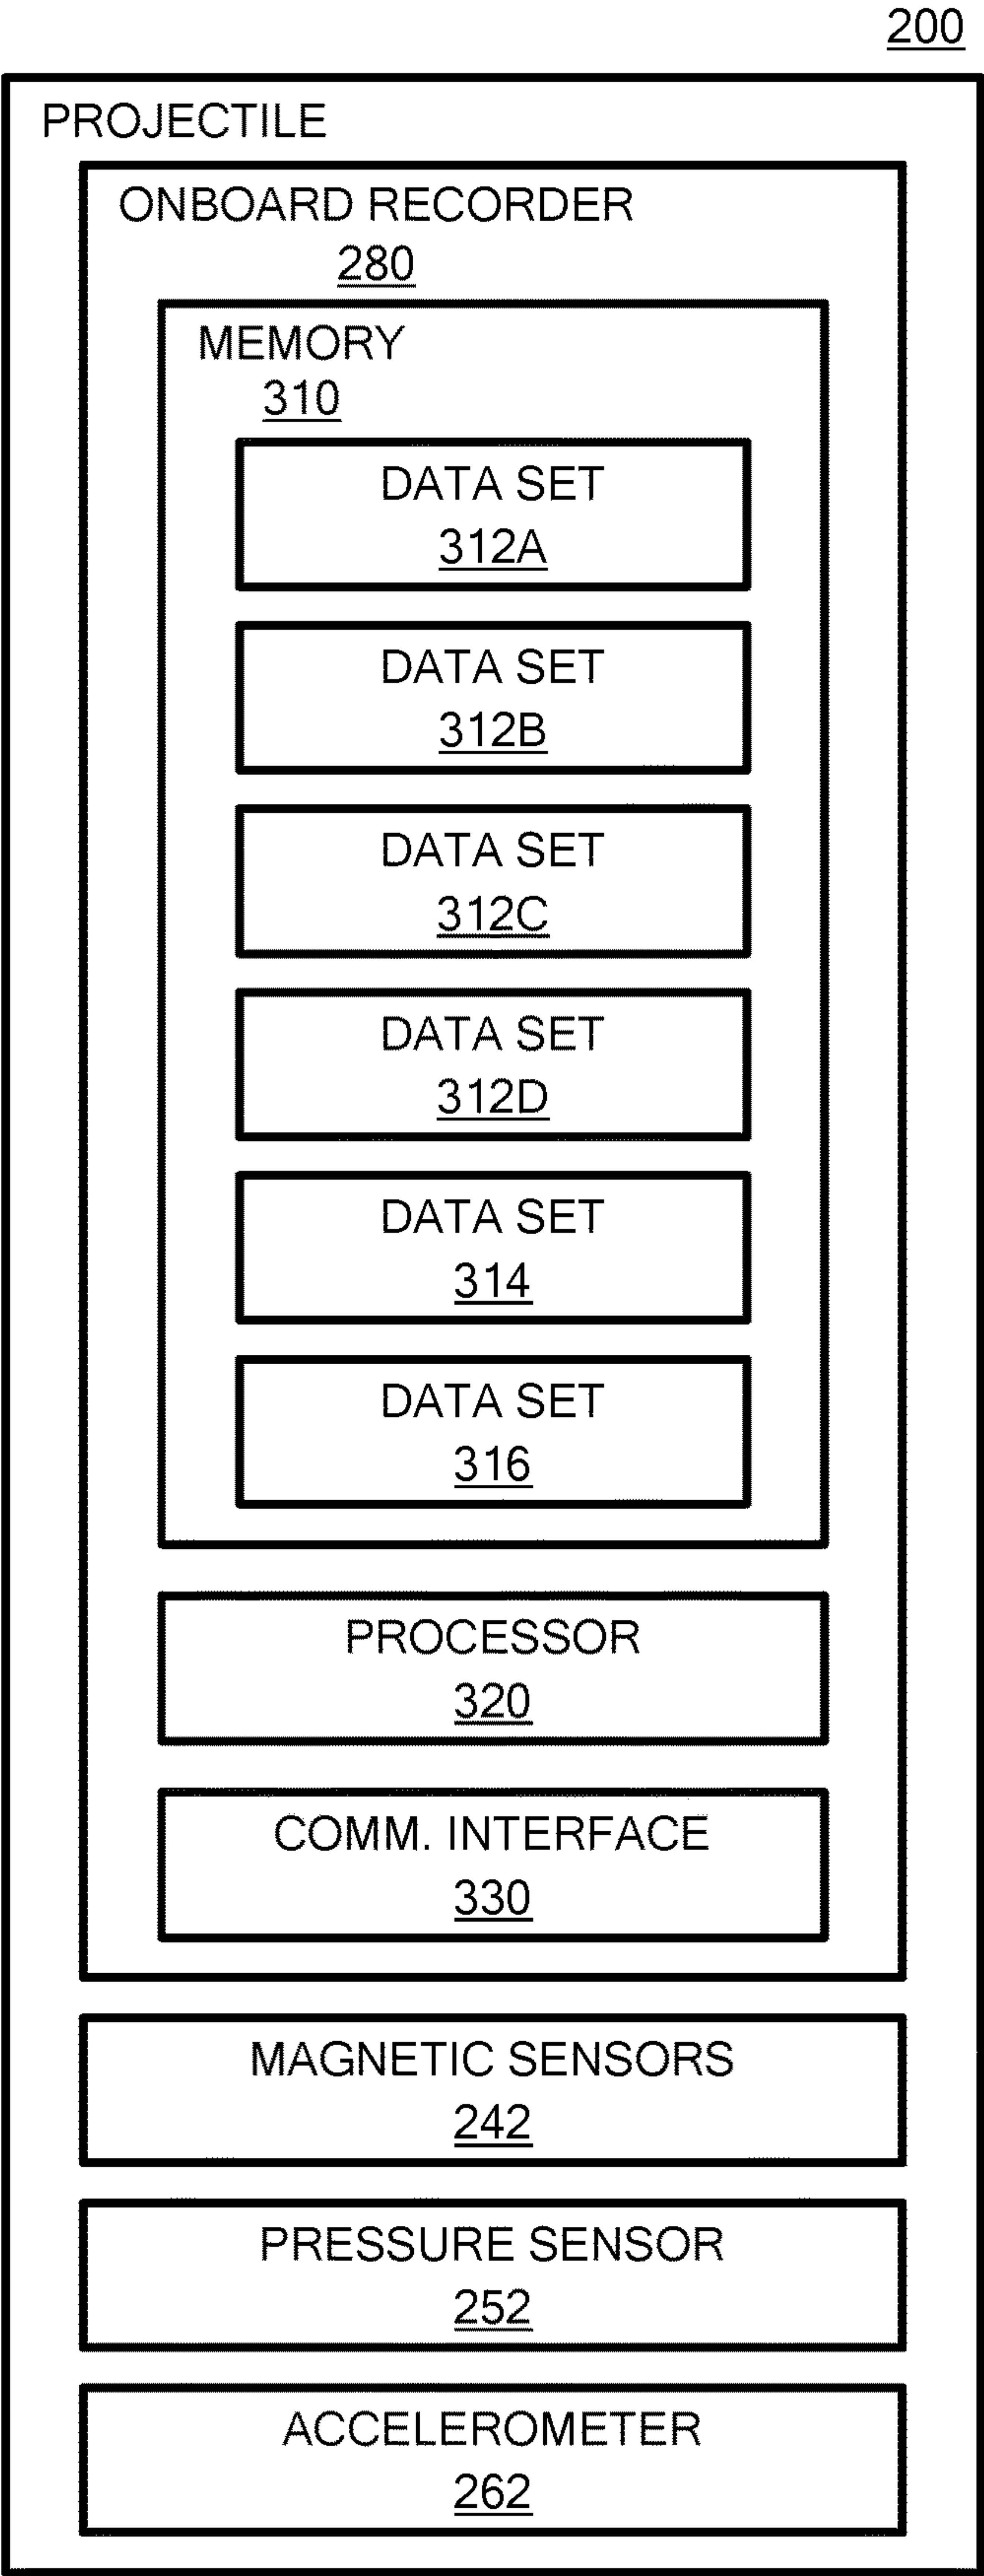 200
PROJECTILE
ONBOARD RECORDER
280
MEMORY
310
DATA SET
312A
DATA SET
312B
DATA SET
312C
DATA SET
312D
DATA SET
314
DATA SET
316
PROCESSOR
320
COMM. INTERFACE
330
MAGNETIC SENSORS
242
PRESSURE SENSOR
252
ACCELEROMETER
262